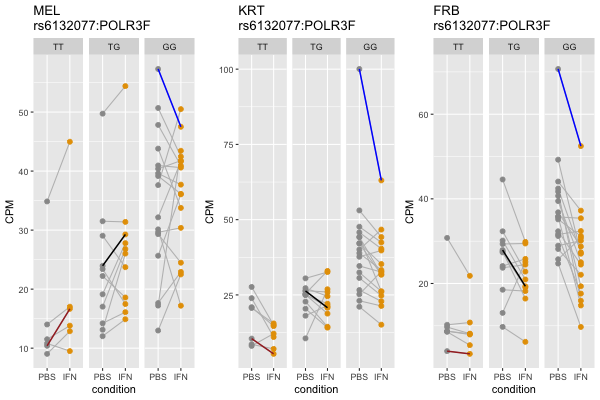 MEL
rs6132077:POLR3F
TT TG GG
CPM
50
40
30
20
10
PBS IFN PBS IFN PBS IFN
condition
KRT
rs6132077:POLR3F
TT TG GG
CPM
100
75
50
25
PBS IFN PBS IFN PBS IFN
condition
FRB
rs6132077:POLR3F
TT TG GG
CPM
60
40
20
PBS IFN PBS IFN PBS IFN
condition